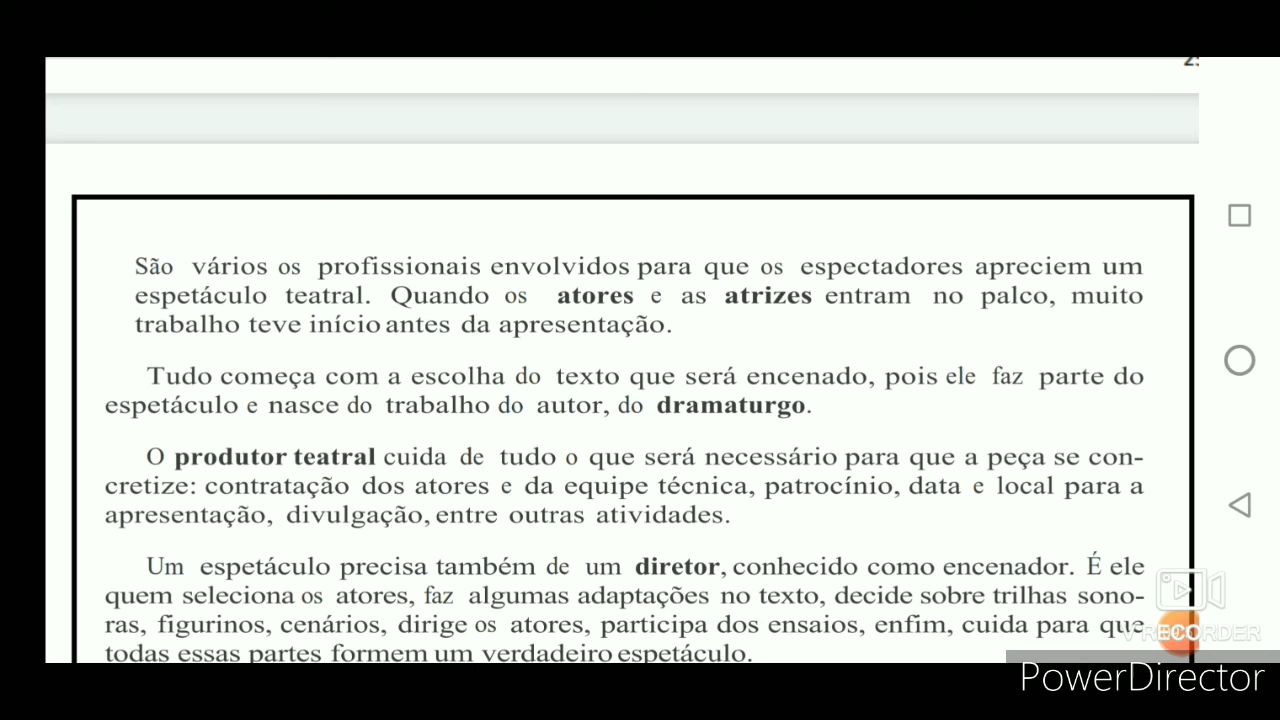 São vários os profissionais envolvidos para que os espectadores apreciem um
espetáculo teatral. Quando os atores e as atrizes entram no palco, muito
trabalho teve início antes da apresentação.
Tudo começa com a escolha do texto que será encenado, pois ele faz parte do
espetáculo e nasce do trabalho do autor, do dramaturgo.
O produtor teatral cuida de tudo o que será necessário para que a peça se con-
cretize: contratação dos atores e da equipe técnica, patrocínio, data e local para a
apresentação, divulgação, entre outras atividades.
Um espetáculo precisa também de um diretor, conhecido como encenador. É ele
quem seleciona os atores, faz algumas adaptações no texto, decide sobre trilhas sono-
ras, figurinos, cenários, dirige os atores, participa dos ensaios, enfim, cuida para que
todas essas partes formem um verdadeiro espetáculo.
RECORDER
PowerDirector